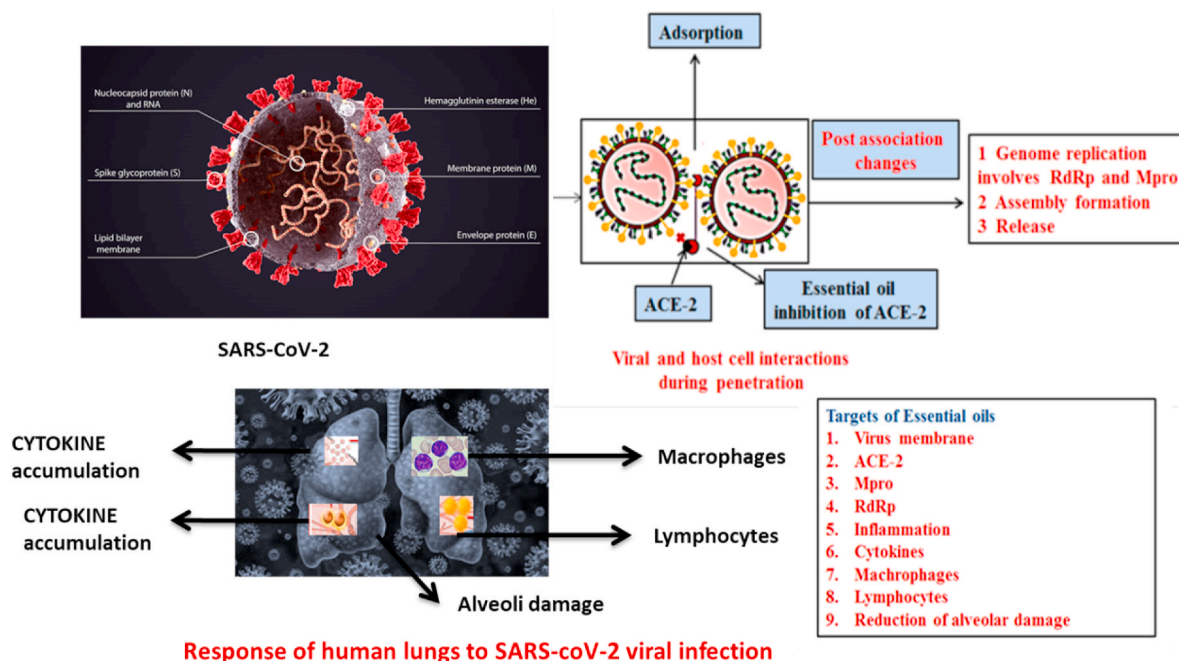 Nucleocapsid protein (N)
and RNA
Spike glycoprotein (S)
Lipid bilayer
membrane
Hemagglutinin esterase (He)
Membrane protein (M)
Envelope protein (E)
SARS-CoV-2
Adsorption
Post association
changes
1 Genome replication
involves RdRp and Mpro
2 Assembly formation
3 Release
ACE-2
Essential oil
inhibition of ACE-2
Viral and host cell interactions
during penetration
CYTOKINE
accumulation
CYTOKINE
accumulation
Macrophages
Lymphocytes
Alveoli damage
Response of human lungs to SARS-coV-2 viral infection
Targets of Essential oils
1. Virus membrane
2. ACE-2
3. Mpro
4. RdRp
5. Inflammation
6. Cytokines
7. Machrophages
8. Lymphocytes
9. Reduction of alveolar damage